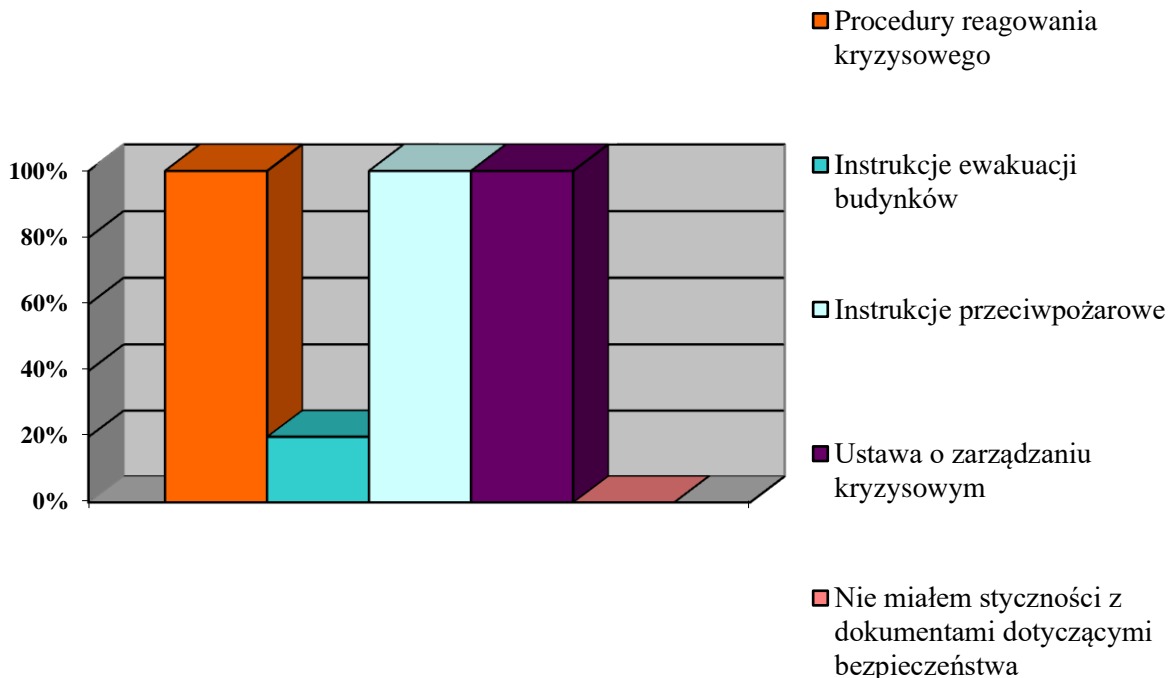 Procedury reagowania
kryzysowego
100%
80%
60%
40%
20%
0%
Instrukcje ewakuacji
budynków
Instrukcje przeciwpożarowe
Ustawa o zarządzaniu
kryzysowym
Nie miałem styczności z
dokumentami dotyczącymi
bezpieczeństwa